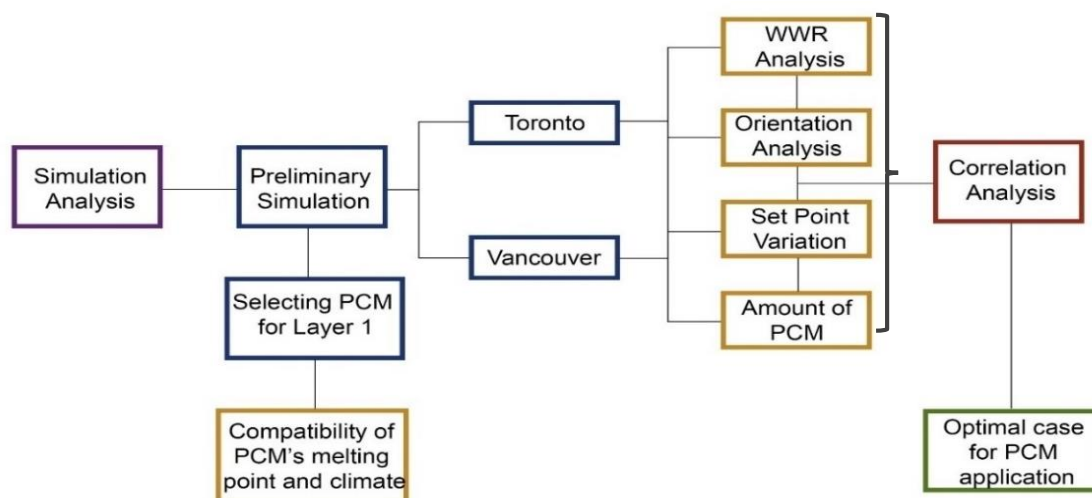 Simulation
Analysis
Preliminary
Simulation
Selecting PCM
for Layer 1
Compatibility of
PCM's melting
point and climate
Toronto
Vancouver
WWR
Analysis
Orientation
Analysis
Set Point
Variation
Amount of
PCM
Correlation
Analysis
Optimal case
for PCM
application